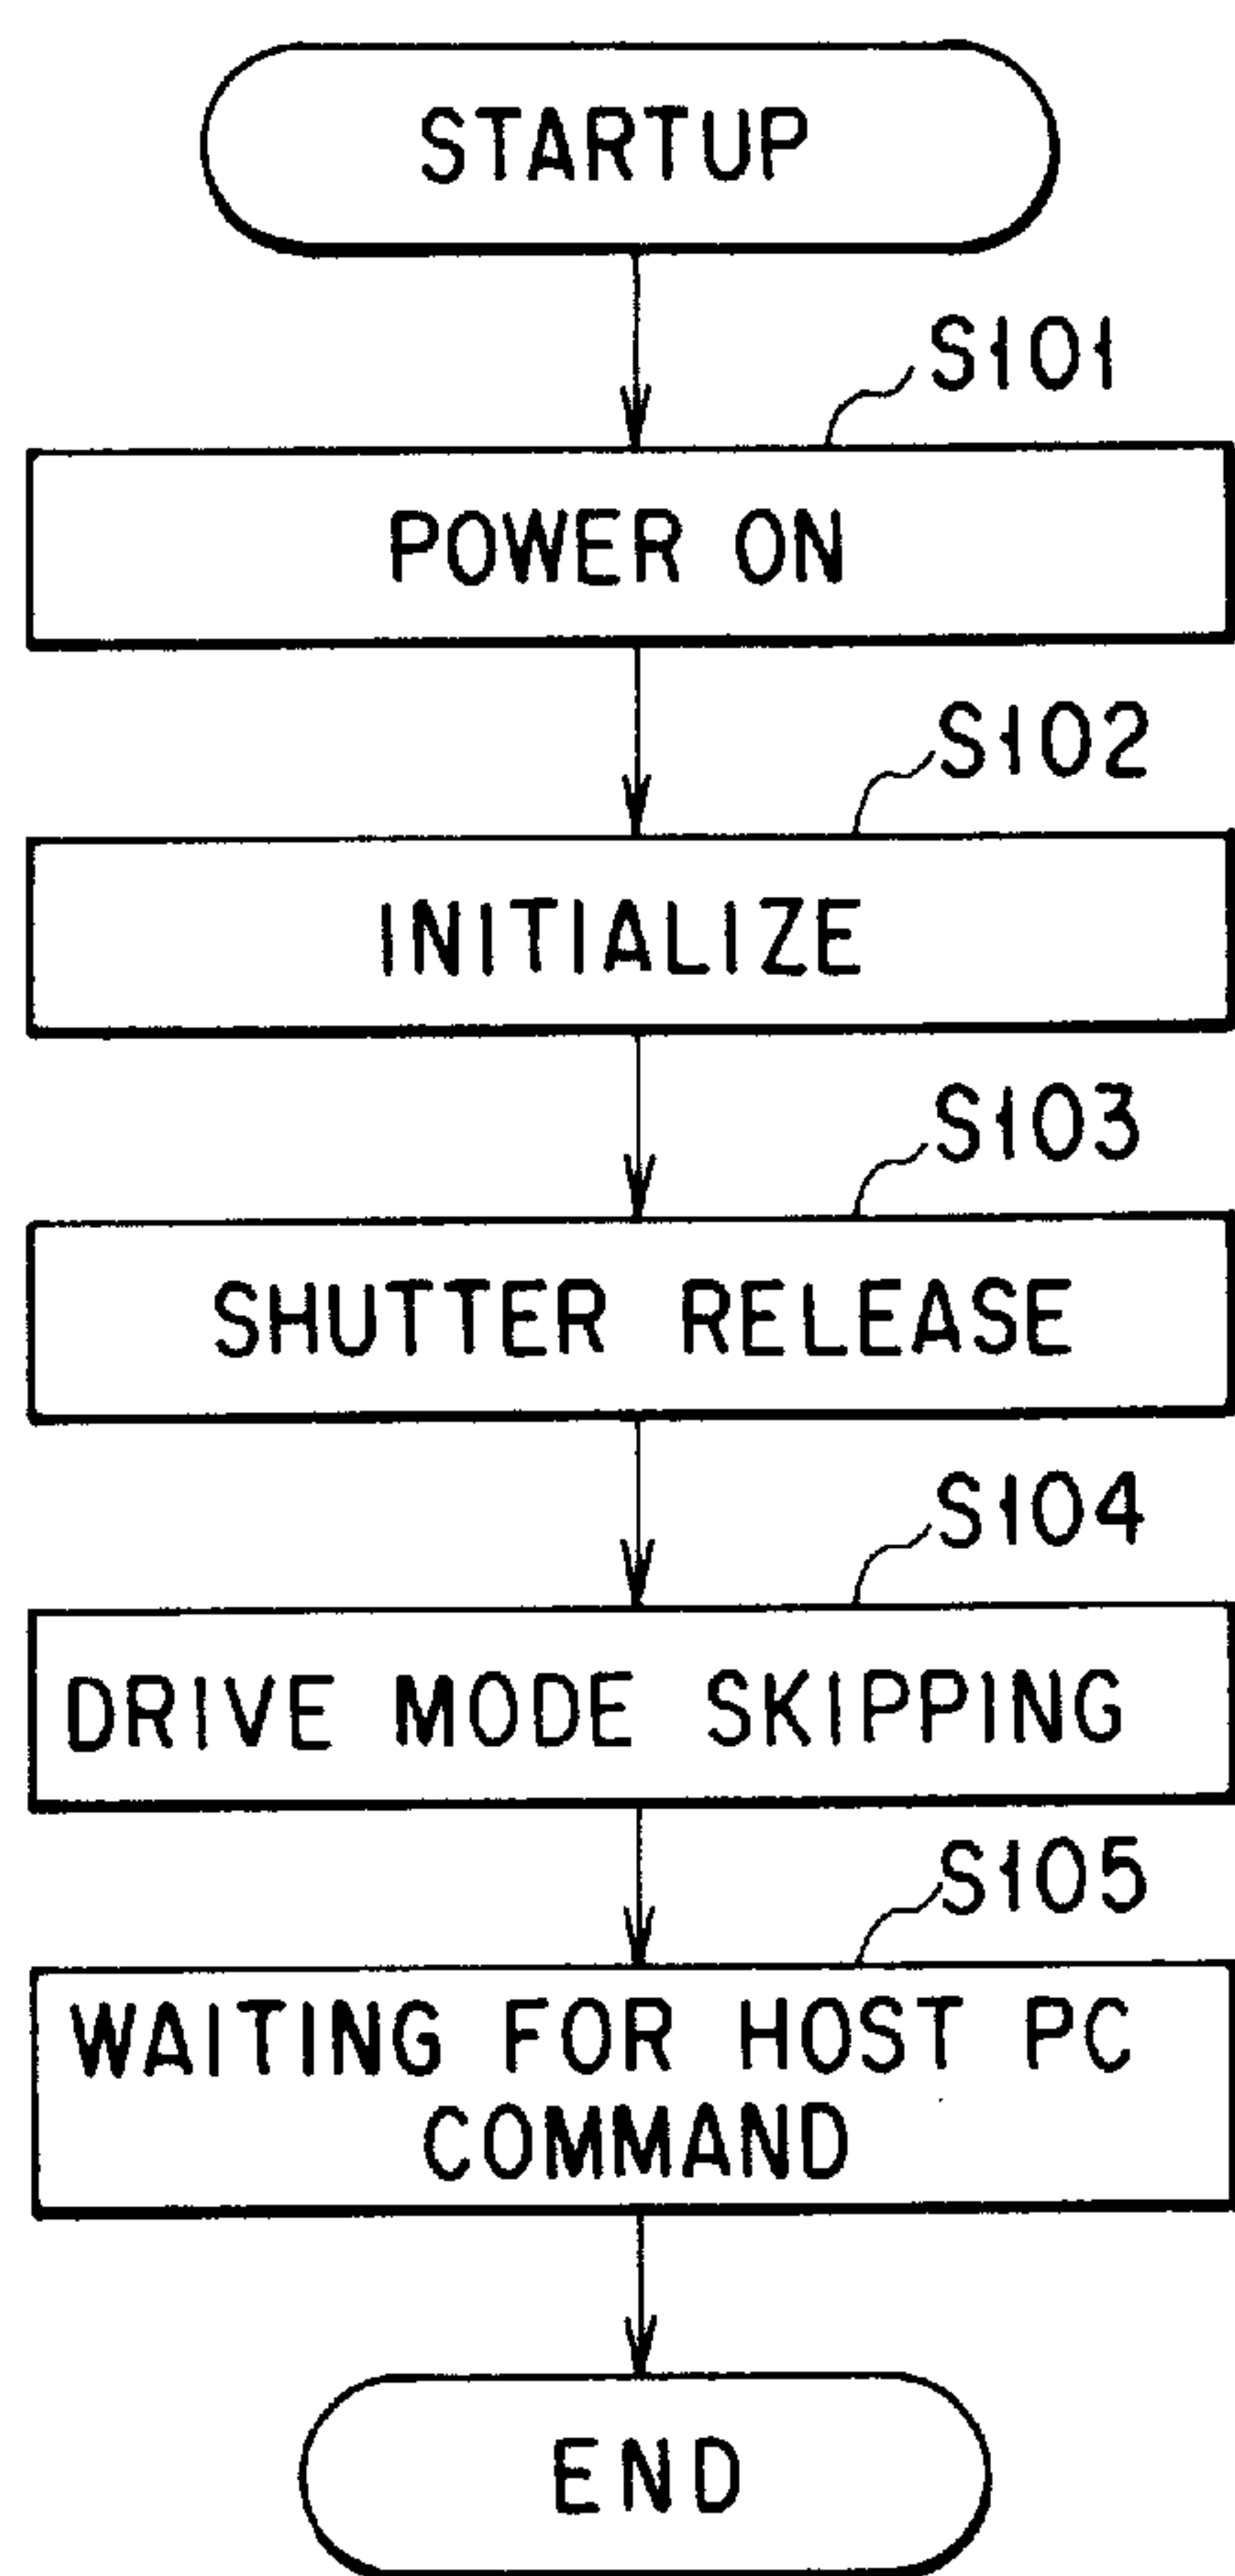 STARTUP
S101
POWER ON
S102
INITIALIZE
S103
SHUTTER RELEASE
S104
DRIVE MODE SKIPPING
S105
WAITING FOR HOST PC
COMMAND
END